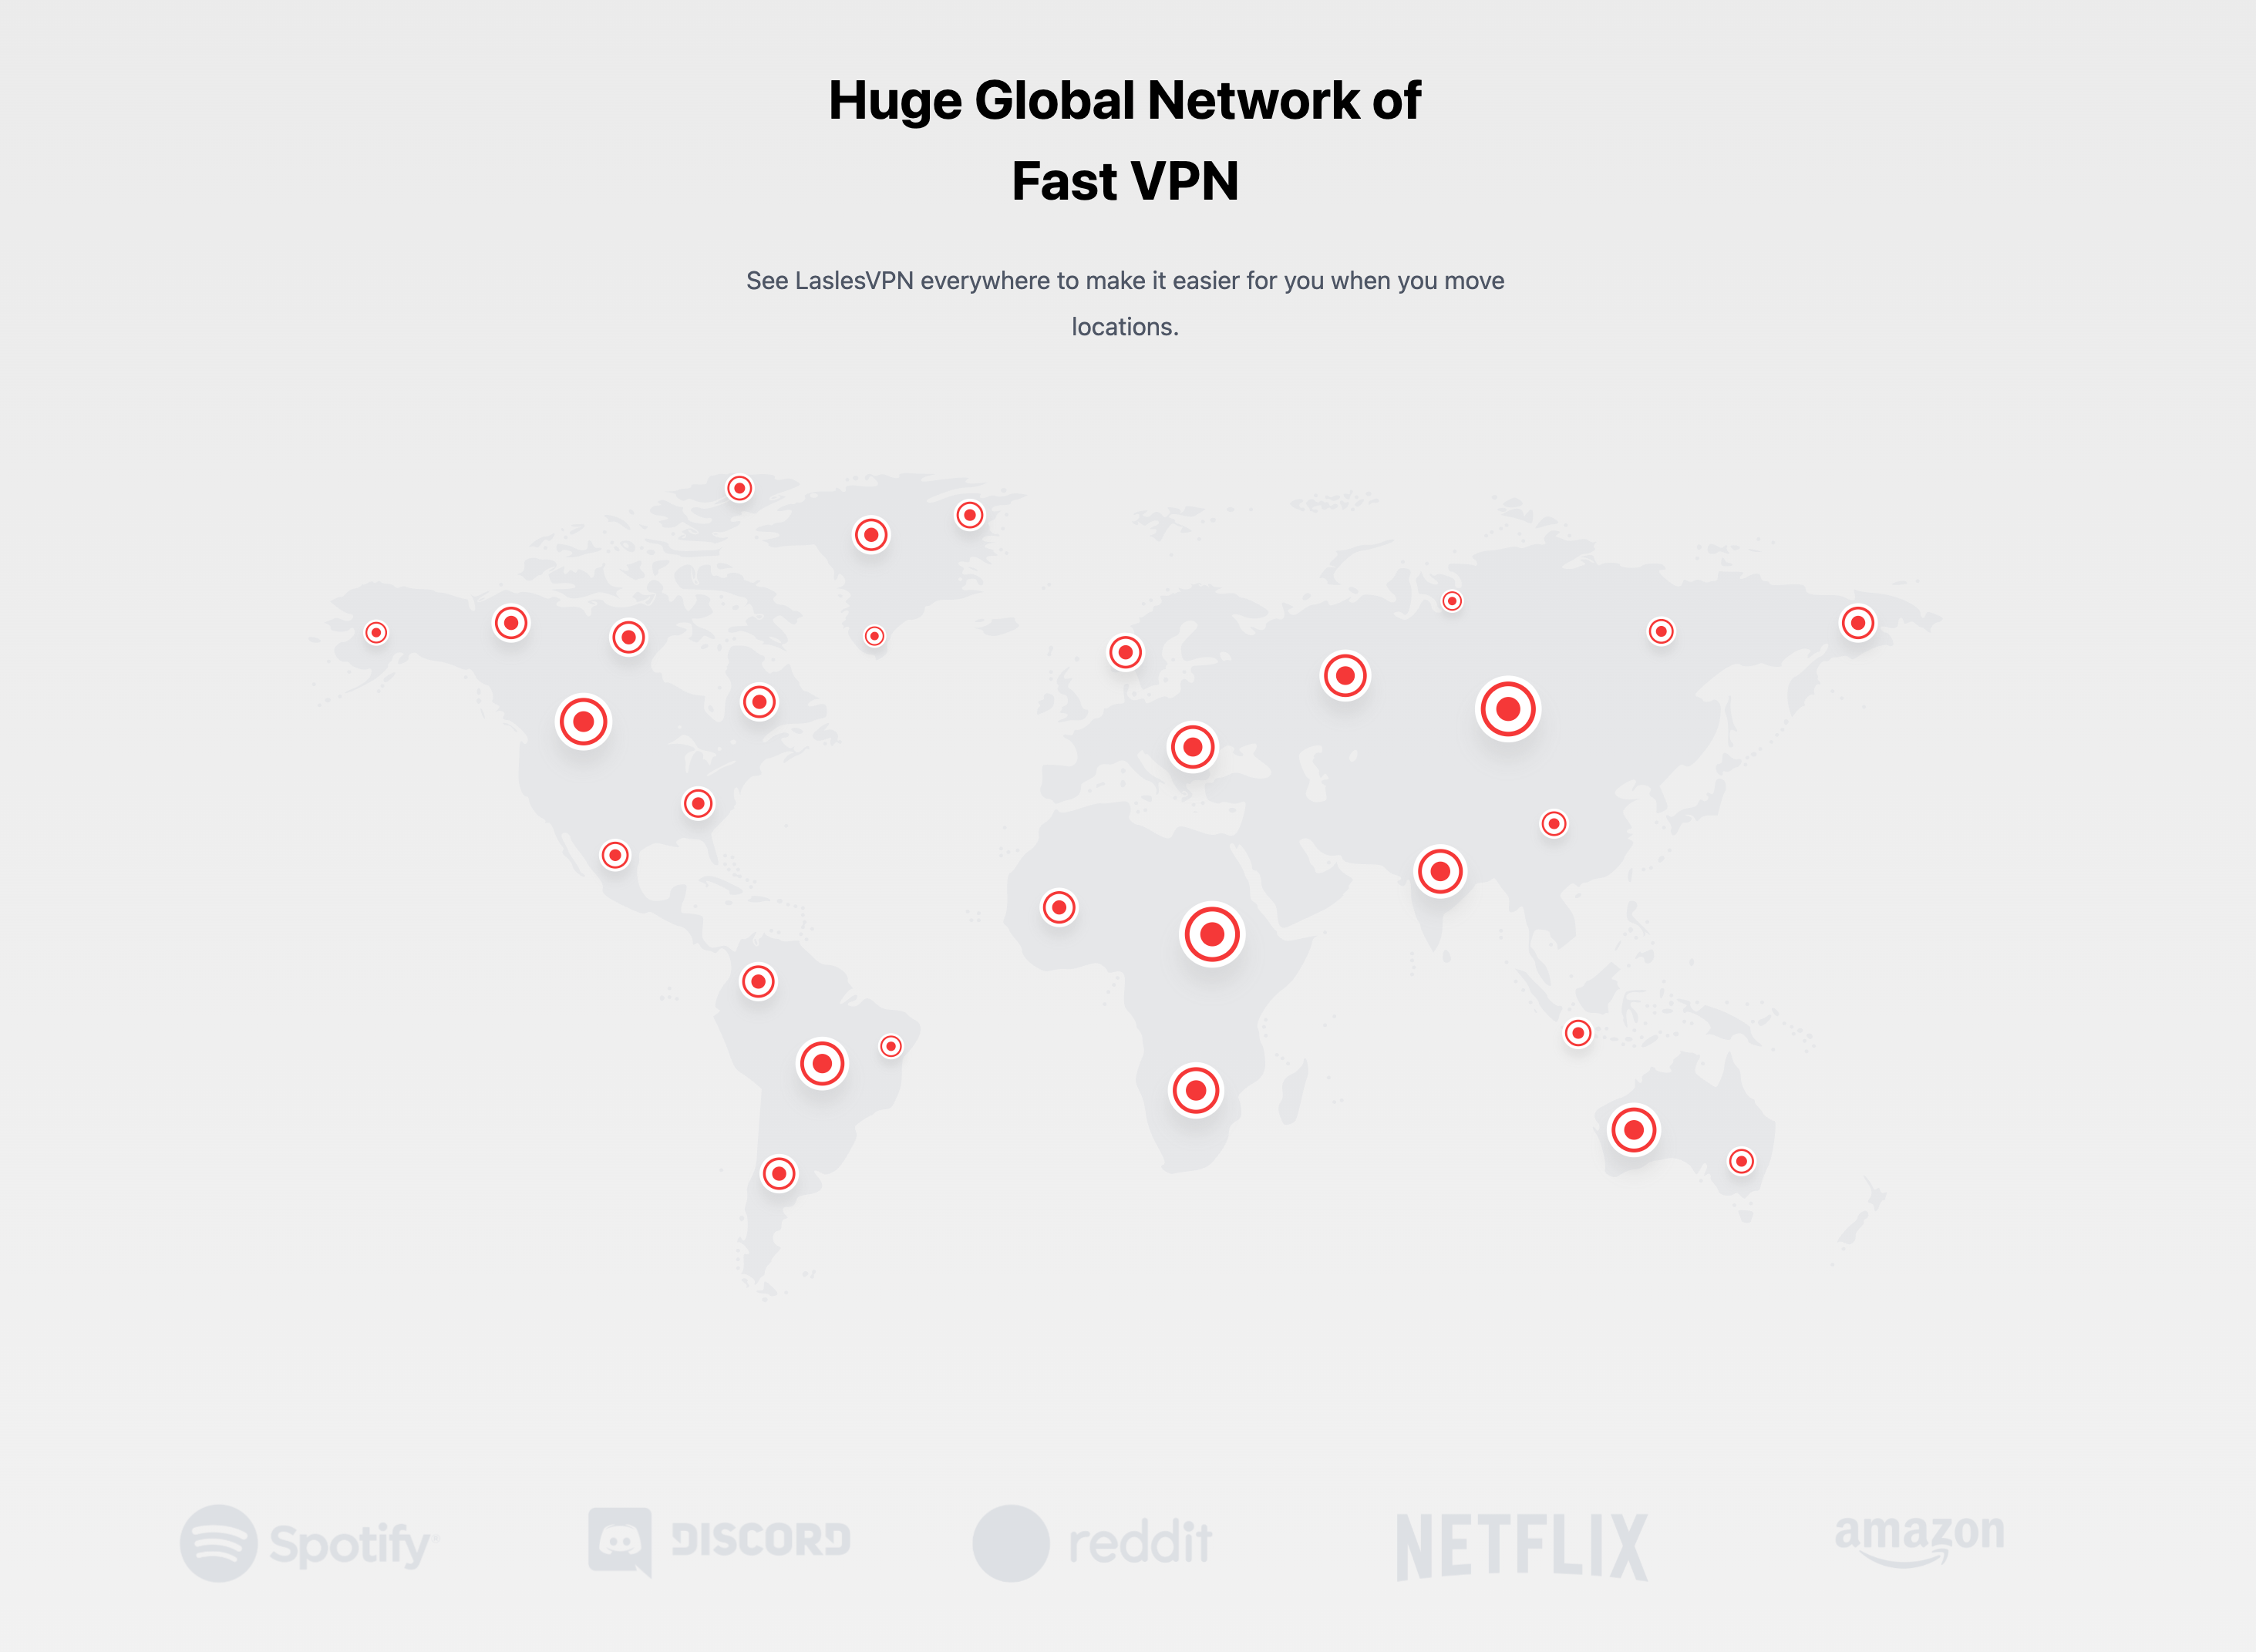 Huge Global Network of
Fast VPN
See LaslesVPN everywhere to make it easier for you when you move
locations.
Spotify
DISCORD
reddit
NETFLIX
amazon